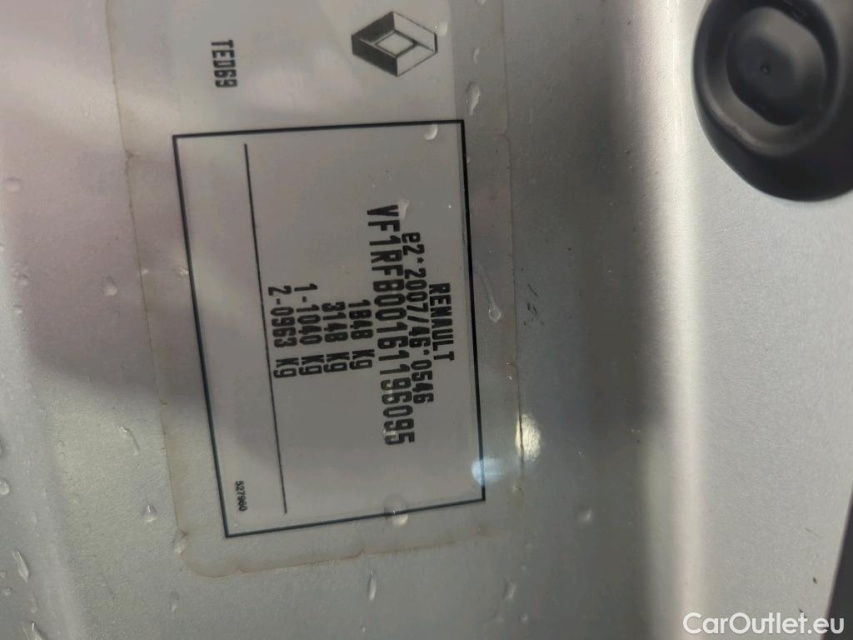 TED69
RENAULT
e2*2007/46*0546
VF1RFB00161196095
1848 Kg
3148 Kg
1-1040 Kg
2-0963 Kg
527960
CarOutlet.eu